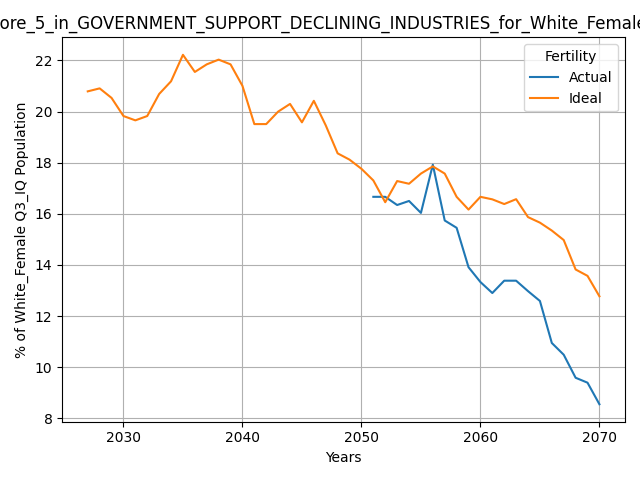 ore_5_in_GOVERNMENT_SUPPORT_DECLINING_INDUSTRIES_for_White_Female
Fertility
Actual
Ideal
% of White_Female Q3_IQ Population
22
20
18
16
14
12
10
8
2030 2040 2050 2060 2070
Years